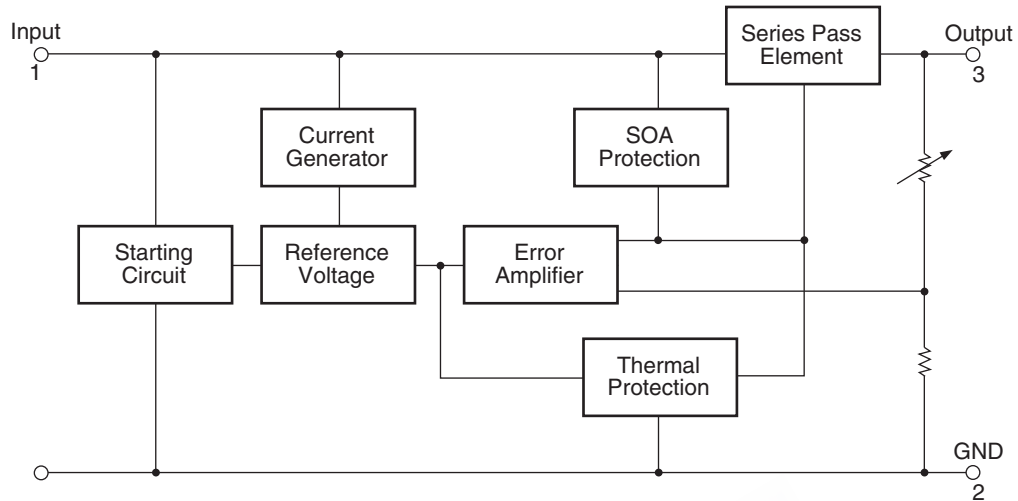 Input
1
Series Pass
Element
Output
3
Current
Generator
SOA
Protection
Starting
Circuit
Reference
Voltage
Error
Amplifier
Thermal
Protection
GND
2